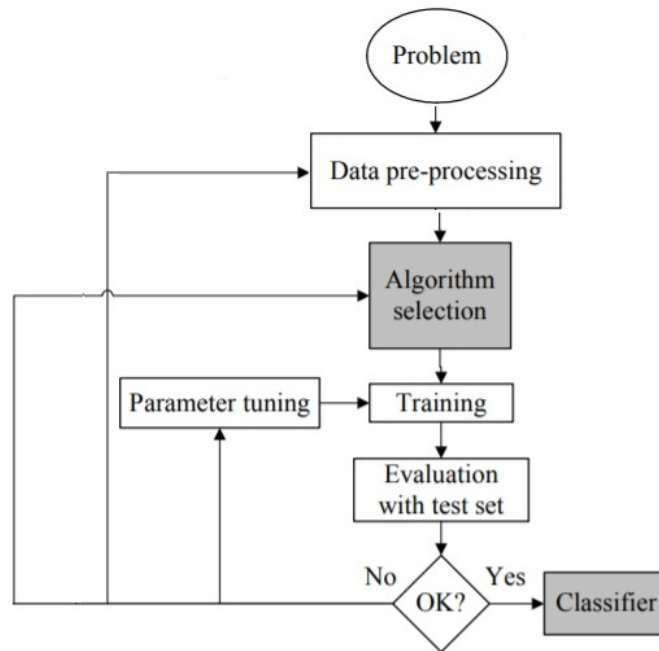 Problem
Data pre-processing
Algorithm
selection
Parameter tuning
Training
Evaluation
with test set
No
OK?
Yes
Classifier